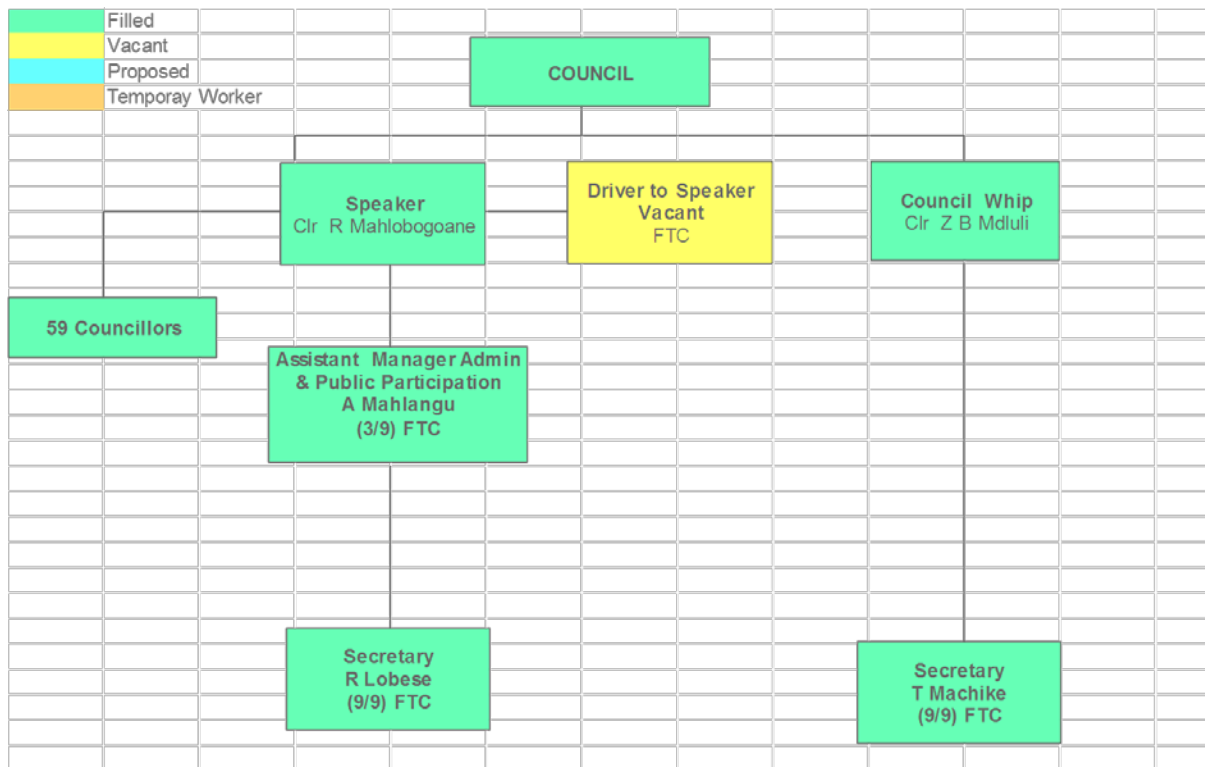 Filled
Vacant
Proposed
Temporay Worker
COUNCIL
Speaker
Clr R Mahlobogoane
Driver to Speaker
Vacant
FTC
Council Whip
Clr Z B Mdluli
59 Councillors
Assistant Manager Admin
& Public Participation
A Mahlangu
(3/9) FTC
Secretary
R Lobese
(9/9) FTC
Secretary
T Machike
(9/9) FTC